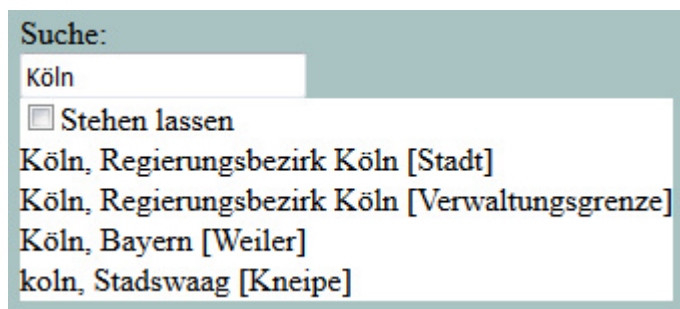 Suche:
Köln
Stehen lassen
Köln, Regierungsbezirk Köln [Stadt]
Köln, Regierungsbezirk Köln [Verwaltungsgrenze]
Köln, Bayern [Weiler]
koln, Stadswaag [Kneipe]